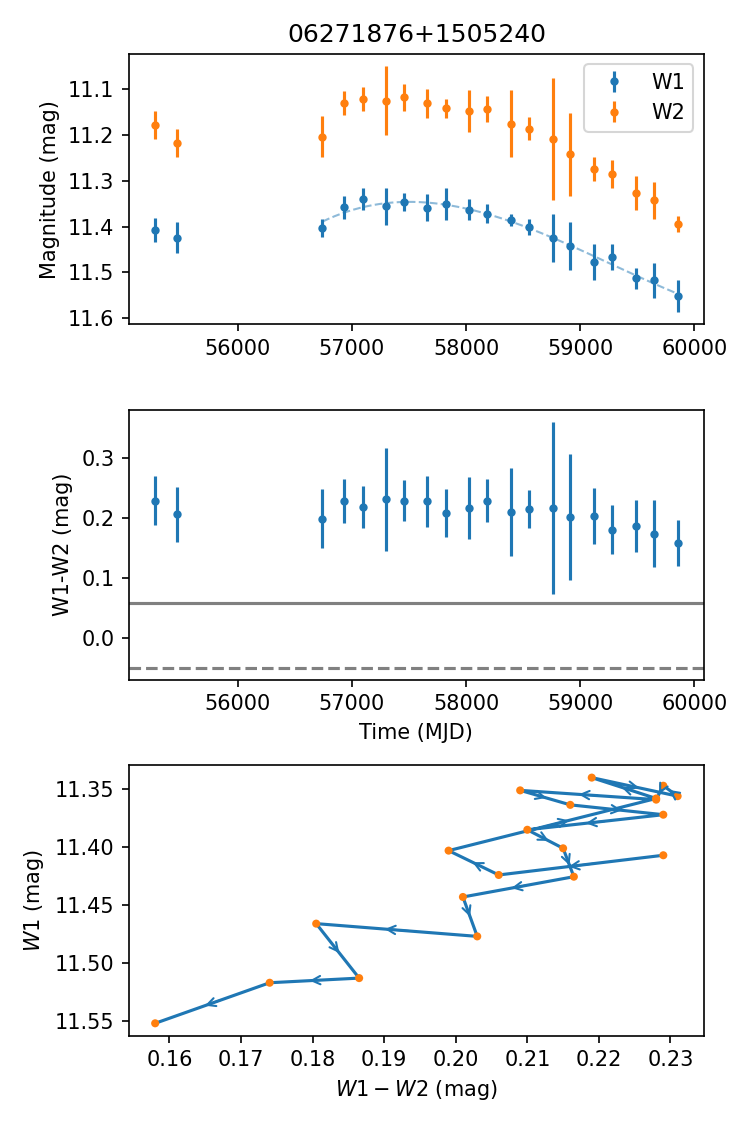 06271876+1505240
Magnitude (mag)
11.1
11.2
11.3
11.4
11.5
11.6
W1
W2
56000 57000 58000 59000 60000
W1-W2 (mag)
0.3
0.2
0.1
0.0
56000 57000 58000 59000 60000
Time (MJD)
W1 (mag)
11.35
11.40
11.45
11.50
11.55
0.16 0.17 0.18 0.19 0.20 0.21 0.22 0.23
W1 − W2 (mag)